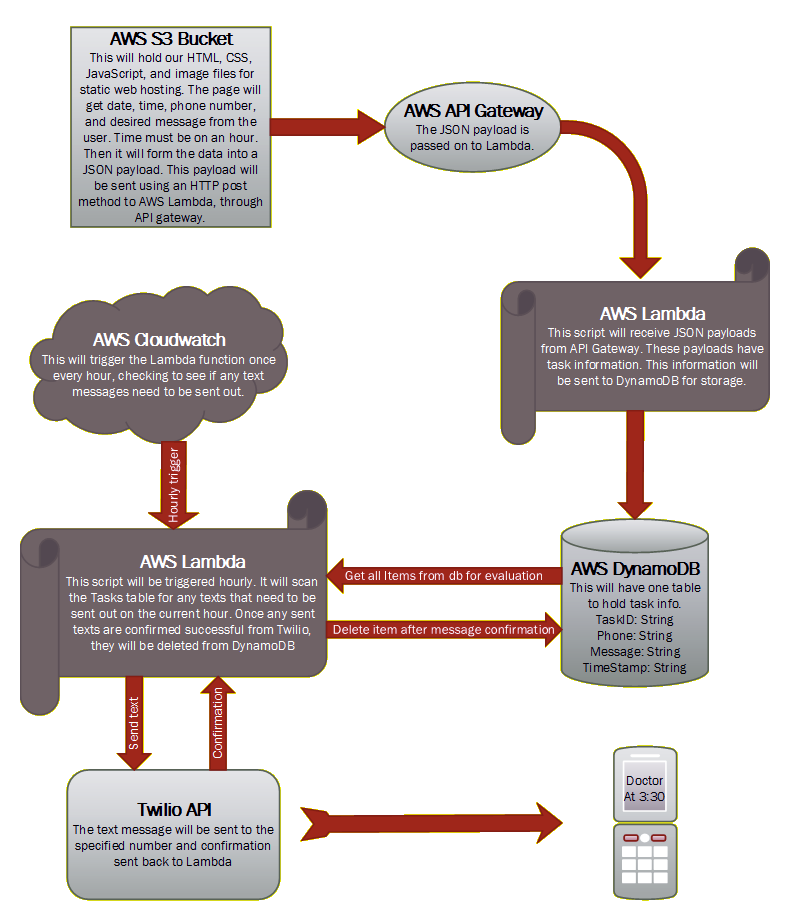 AWS S3 Bucket
This will hold our HTML, CSS,
JavaScript, and image files for
static web hosting. The page will
get date, time, phone number,
and desired message from the
user. Time must be on an hour.
Then it will form the data into a
JSON payload. This payload will
be sent using an HTTP post
method to AWS Lambda, through
API gateway.
AWS API Gateway
The JSON payload is
passed on to Lambda.
AWS Lambda
This script will receive JSON payloads
from API Gateway. These payloads have
task information. This information will
be sent to DynamoDB for storage.
AWS Cloudwatch
This will trigger the Lambda function once
every hour, checking to see if any text
messages need to be sent out.
Hourly trigger
AWS Lambda
This script will be triggered hourly. It will scan
the Tasks table for any texts that need to be
sent out on the current hour. Once any sent
texts are confirmed successful from Twilio,
they will be deleted from DynamoDB
Get all Items from db for evaluation
Delete item after message confirmation
AWS DynamoDB
This will have one table
to hold task info.
TaskID: String
Phone: String
Message: String
TimeStamp: String
Send text
Confirmation
Twilio API
The text message will be sent to the
specified number and confirmation
sent back to Lambda
Doctor
At 3:30